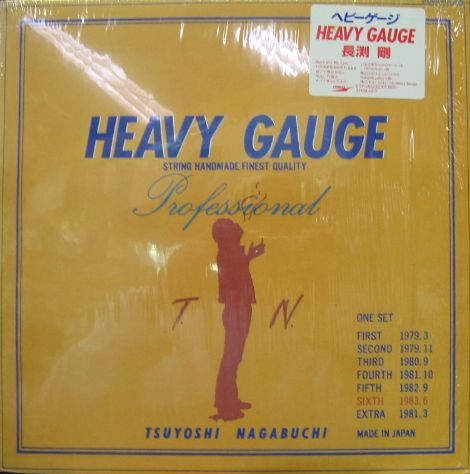 ヘビーゲージ
HEAVY GAUGE
長渕 剛
HEAVY GAUGE
STRING HANDMADE FINEST QUALITY
Professional
T. N.
ONE SET
FIRST 1979.3
SECOND 1979.11
THIRD 1980.9
FOURTH 1981.10
FIFTH 1982.9
SIXTH 1983.6
EXTRA 1981.3
MADE IN JAPAN
TSUYOSHI NAGABUCHI